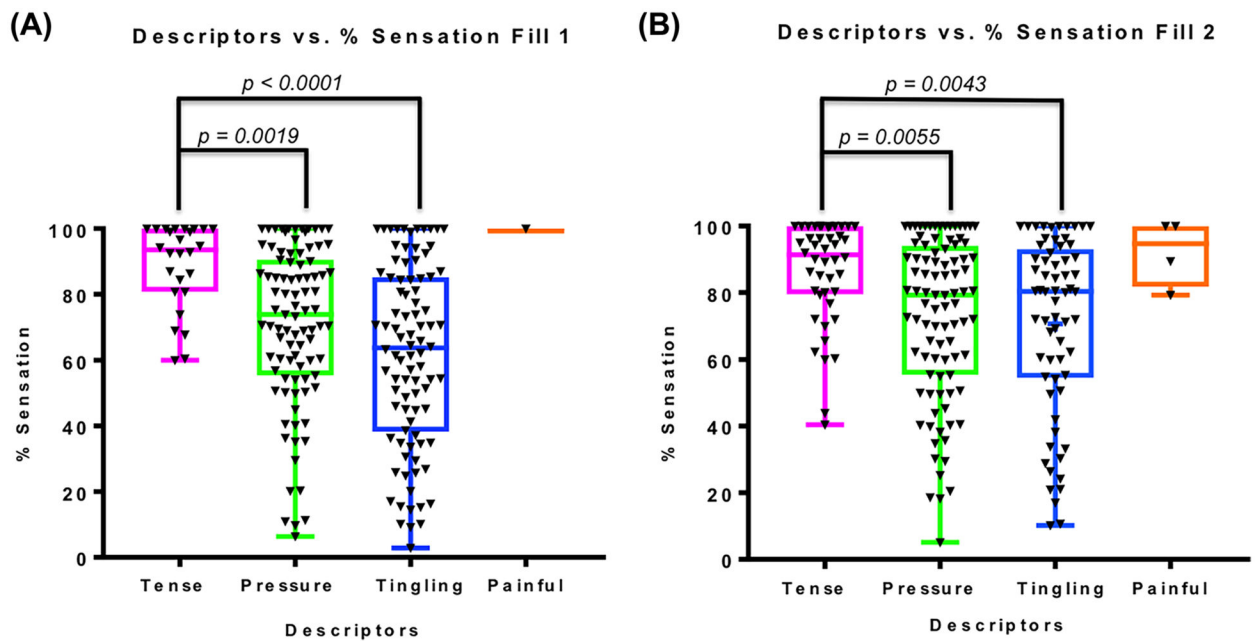 (A)
Descriptors vs. % Sensation Fill 1
p < 0.0001
p = 0.0019
100
80
60
40
20
0
% Sensation
Tense Pressure Tingling Painful
Descriptors
(B)
Descriptors vs. % Sensation Fill 2
p = 0.0043
p = 0.0055
100
80
60
40
20
0
% Sensation
Tense Pressure Tingling Painful
Descriptors